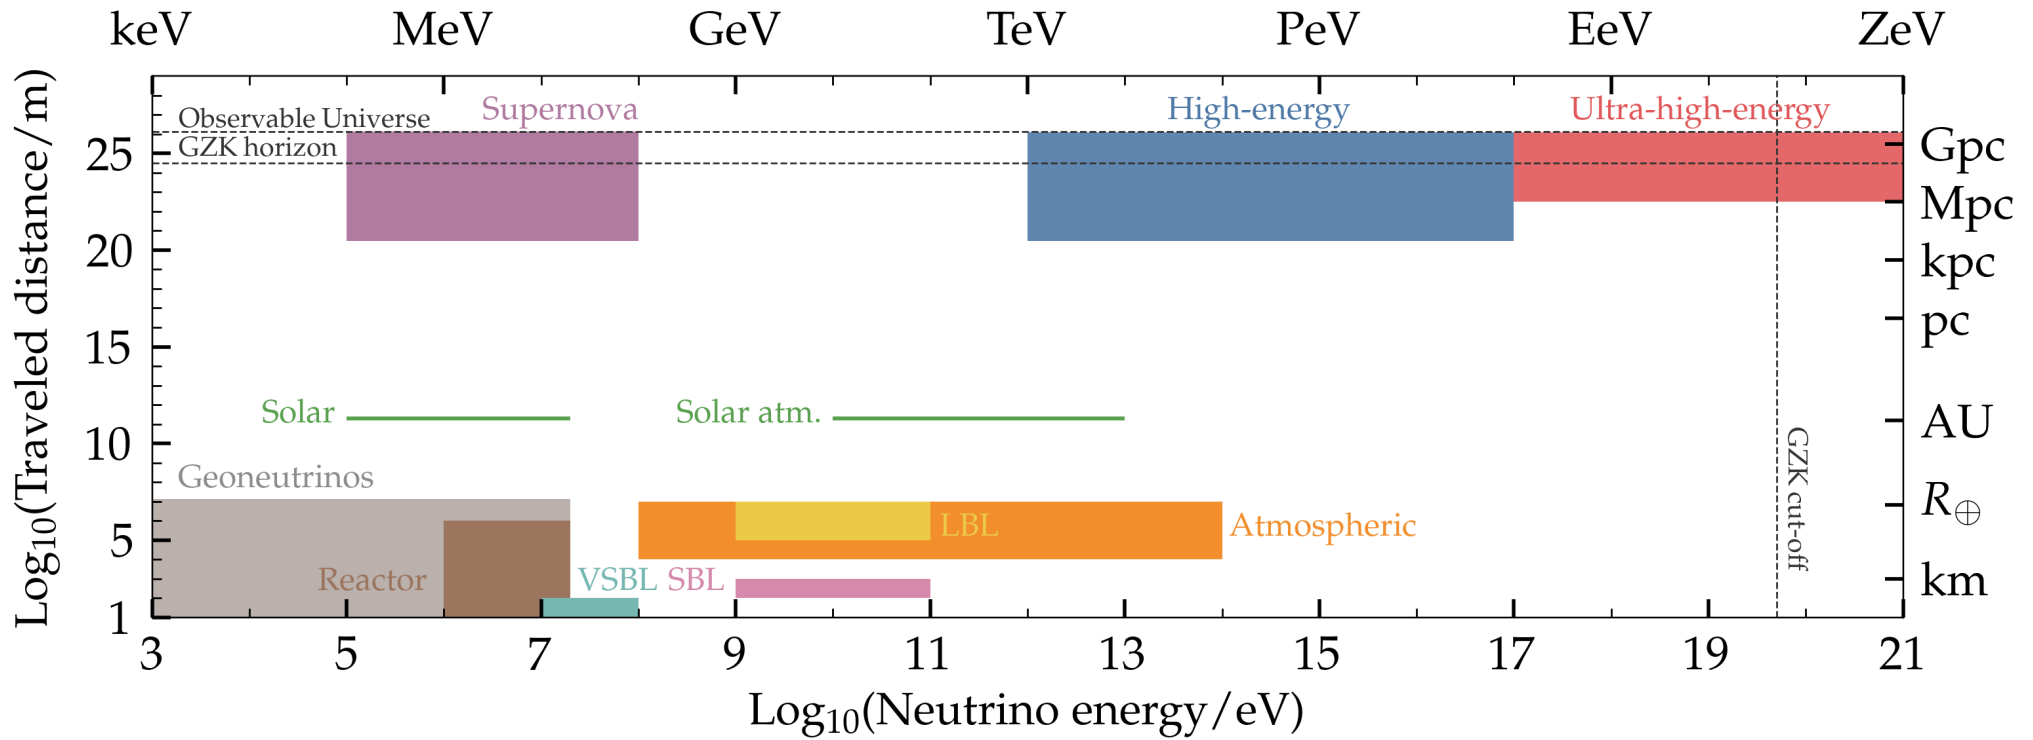 keV MeV GeV TeV PeV EeV ZeV
Log10(Traveled distance/m)
25
20
15
10
5
1
Observable Universe
GZK horizon
Supernova
High-energy
Ultra-high-energy
Solar
Solar atm.
Geoneutrinos
Reactor
VSBL
SBL
LBL
Atmospheric
GZK cut-off
Gpc
Mpc
kpc
pc
AU
R⊕
km
3 5 7 9 11 13 15 17 19 21
Log10(Neutrino energy/eV)